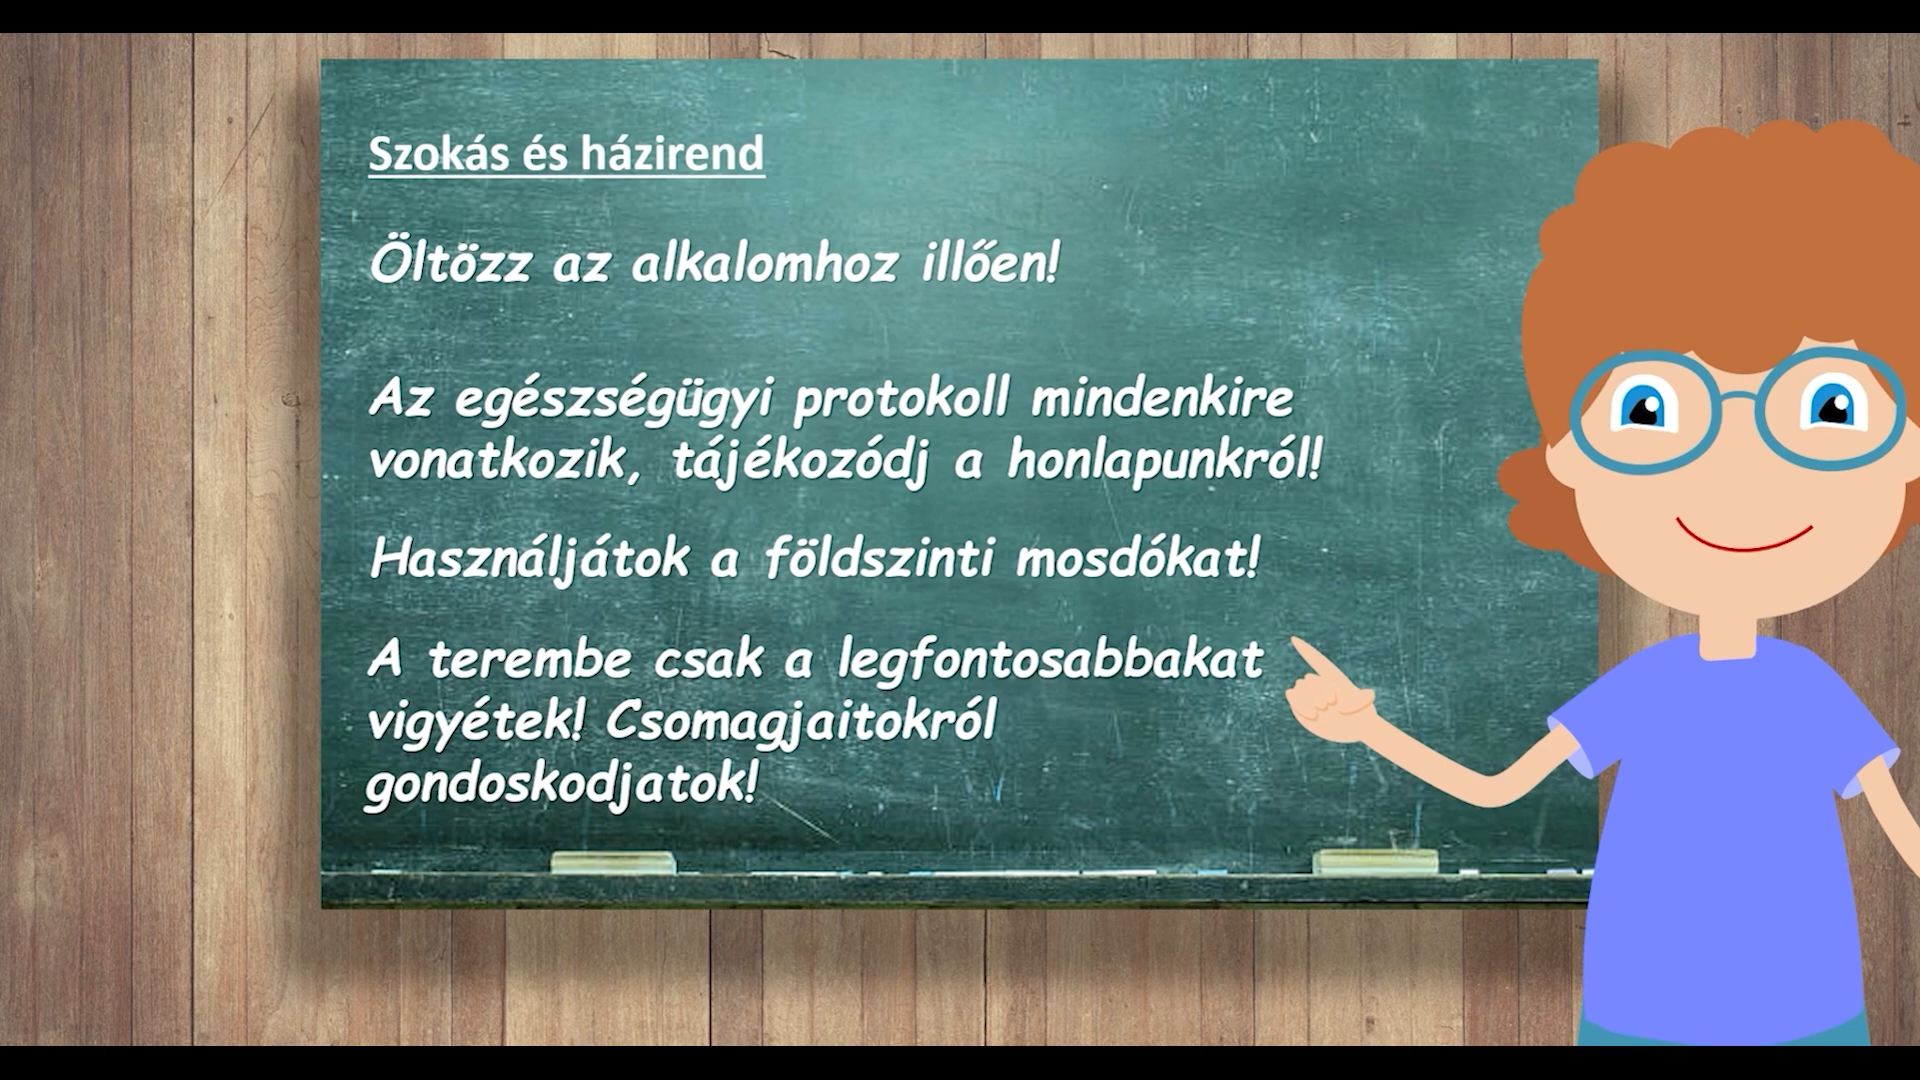 Szokás és házirend
Öltözz az alkalomhoz illően!
Az egészségügyi protokoll mindenkire
vonatkozik, tájékozódj a honlapunkról!
Használjátok a földszinti mosdókat!
A terembe csak a legfontosabbakat
vigyétek! Csomagjaitokról
gondoskodjatok!